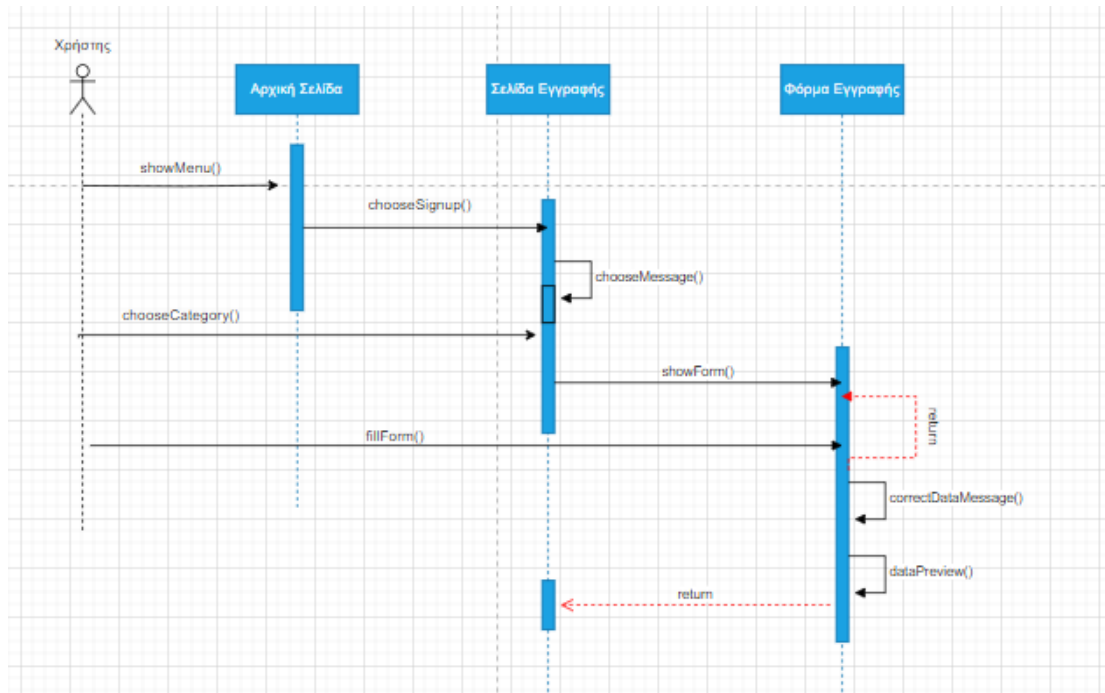 Χρήστης
Αρχική Σελίδα
Σελίδα Εγγραφής
Φόρμα Εγγραφής
showMenu()
chooseSignup()
chooseMessage()
chooseCategory()
showForm()
return
fillForm()
correctDataMessage()
dataPreview()
return